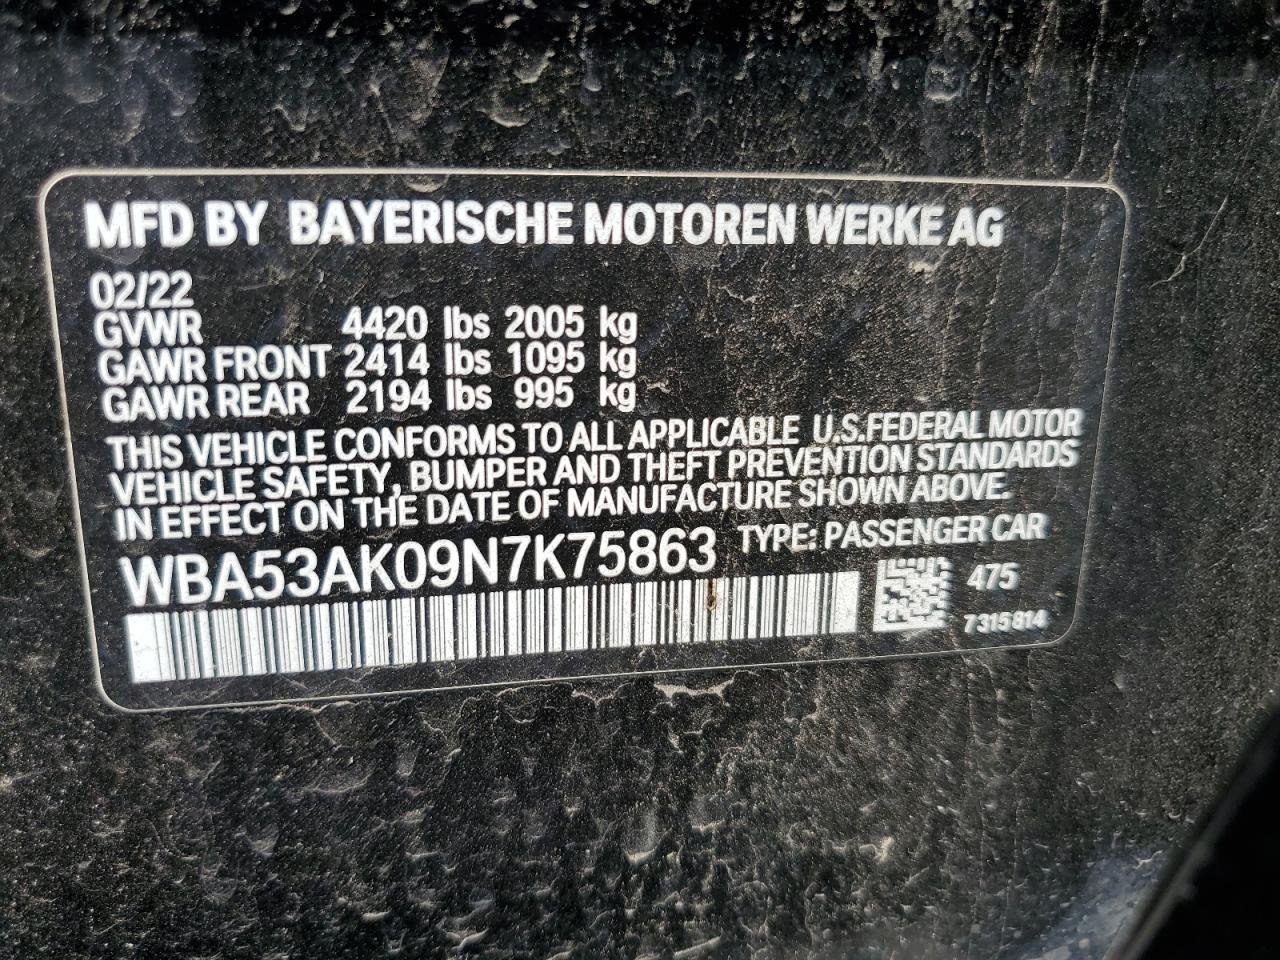 MFD BY BAYERISCHE MOTOREN WERKE AG
02/22
GVWR 4420 lbs 2005 kg
GAWR FRONT 2414 lbs 1095 kg
GAWR REAR 2194 lbs 995 kg
THIS VEHICLE CONFORMS TO ALL APPLICABLE U.S.FEDERAL MOTOR
VEHICLE SAFETY, BUMPER AND THEFT PREVENTION STANDARDS
IN EFFECT ON THE DATE OF MANUFACTURE SHOWN ABOVE.
WBA53AK09N7K75863 TYPE: PASSENGER CAR
475
7315814